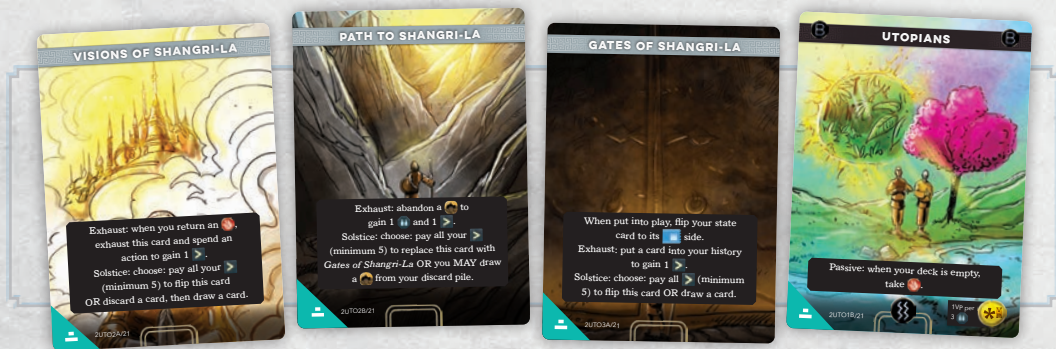 VISIONS OF SHANGRI-LA
Exhaust: when you return an ,
exhaust this card and spend an
action to gain 1 .
Solstice: choose: pay all your
(minimum 5) to flip this card
OR discard a card, then draw a card.
2UTO2A/21
PATH TO SHANGRI-LA
Exhaust: abandon a to
gain 1 and 1 .
Solstice: choose: pay all your
(minimum 5) to replace this card with
Gates of Shangri-La OR you MAY draw
a from your discard pile.
2UTO2B/21
GATES OF SHANGRI-LA
When put into play, flip your state
card to its side.
Exhaust: put a card into your history
to gain 1 .
Solstice: choose: pay all (minimum
5) to flip this card OR draw a card.
2UTO3A/21
B
UTOPIANS
B
Passive: when your deck is empty,
take .
2UTO1B/21
1VP per
3